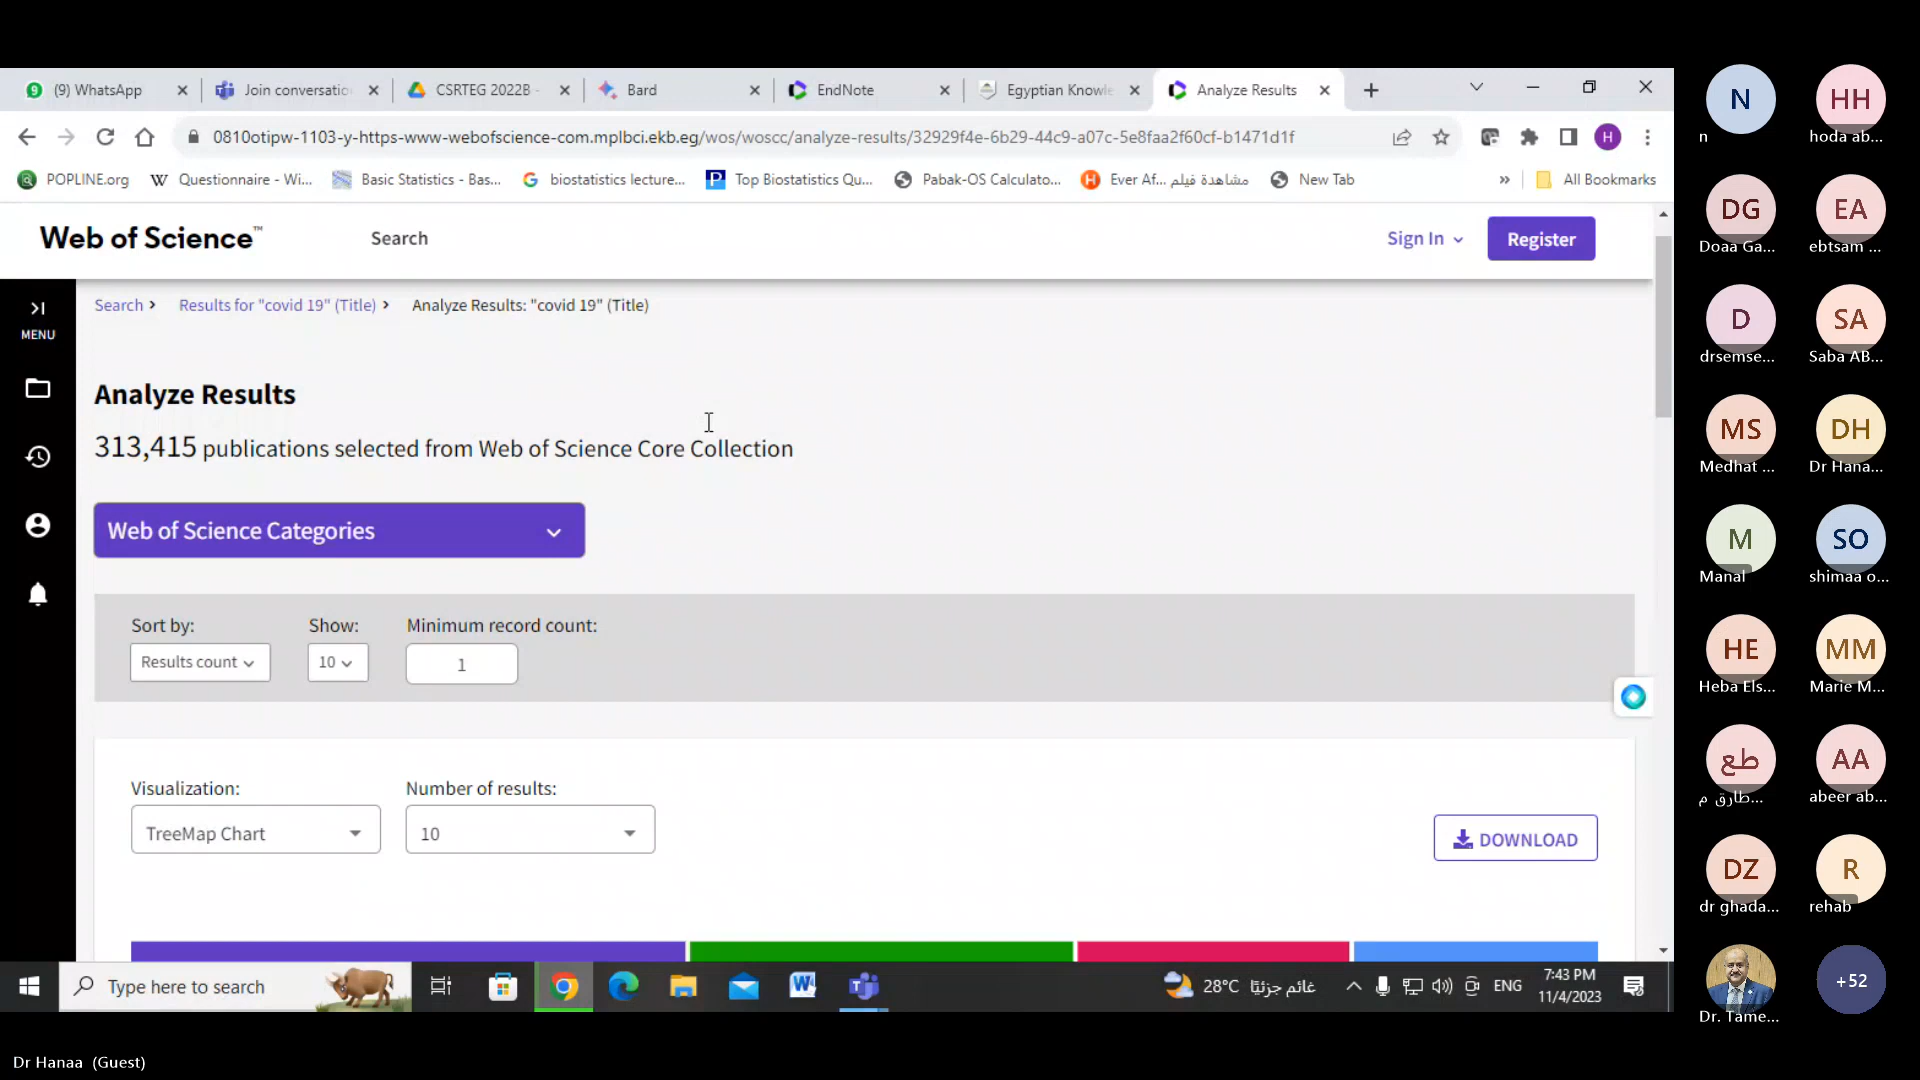 (9) WhatsApp
Join conversatio
CSRTEG 2022B -
Bard
EndNote
Egyptian Knowle
Analyze Results
0810otipw-1103-y-https-www-webofscience-com.mplbci.ekb.eg/wos/woscc/analyze-results/32929f4e-6b29-44c9-a07c-5e8faa2f60cf-b1471d1f
H
POPLINE.org
Questionnaire - Wi...
Basic Statistics - Bas...
biostatistics lecture...
Top Biostatistics Qu...
Pabak-OS Calculato...
Ever Af... مشاهدة فيلم
New Tab
All Bookmarks
Web of Science™
Search
Sign In
Register
MENU
Search > Results for "covid 19" (Title) > Analyze Results: "covid 19" (Title)
Analyze Results
313,415 publications selected from Web of Science Core Collection
Web of Science Categories
Sort by: Show: Minimum record count:
Results count 10 1
Visualization: Number of results:
TreeMap Chart 10
DOWNLOAD
Type here to search
28°C غائم جزئيًا
ENG
7:43 PM
11/4/2023
Dr Hanaa (Guest)
N HH
n hoda ab...
DG EA
Doaa Ga... ebtsam ...
D SA
drsemse... Saba AB...
MS DH
Medhat ... Dr Hana...
M SO
Manal shimaa o...
HE MM
Heba Els... Marie M...
طع AA
طارق م... abeer ab...
DZ R
dr ghada... rehab
+52
Dr. Tame...